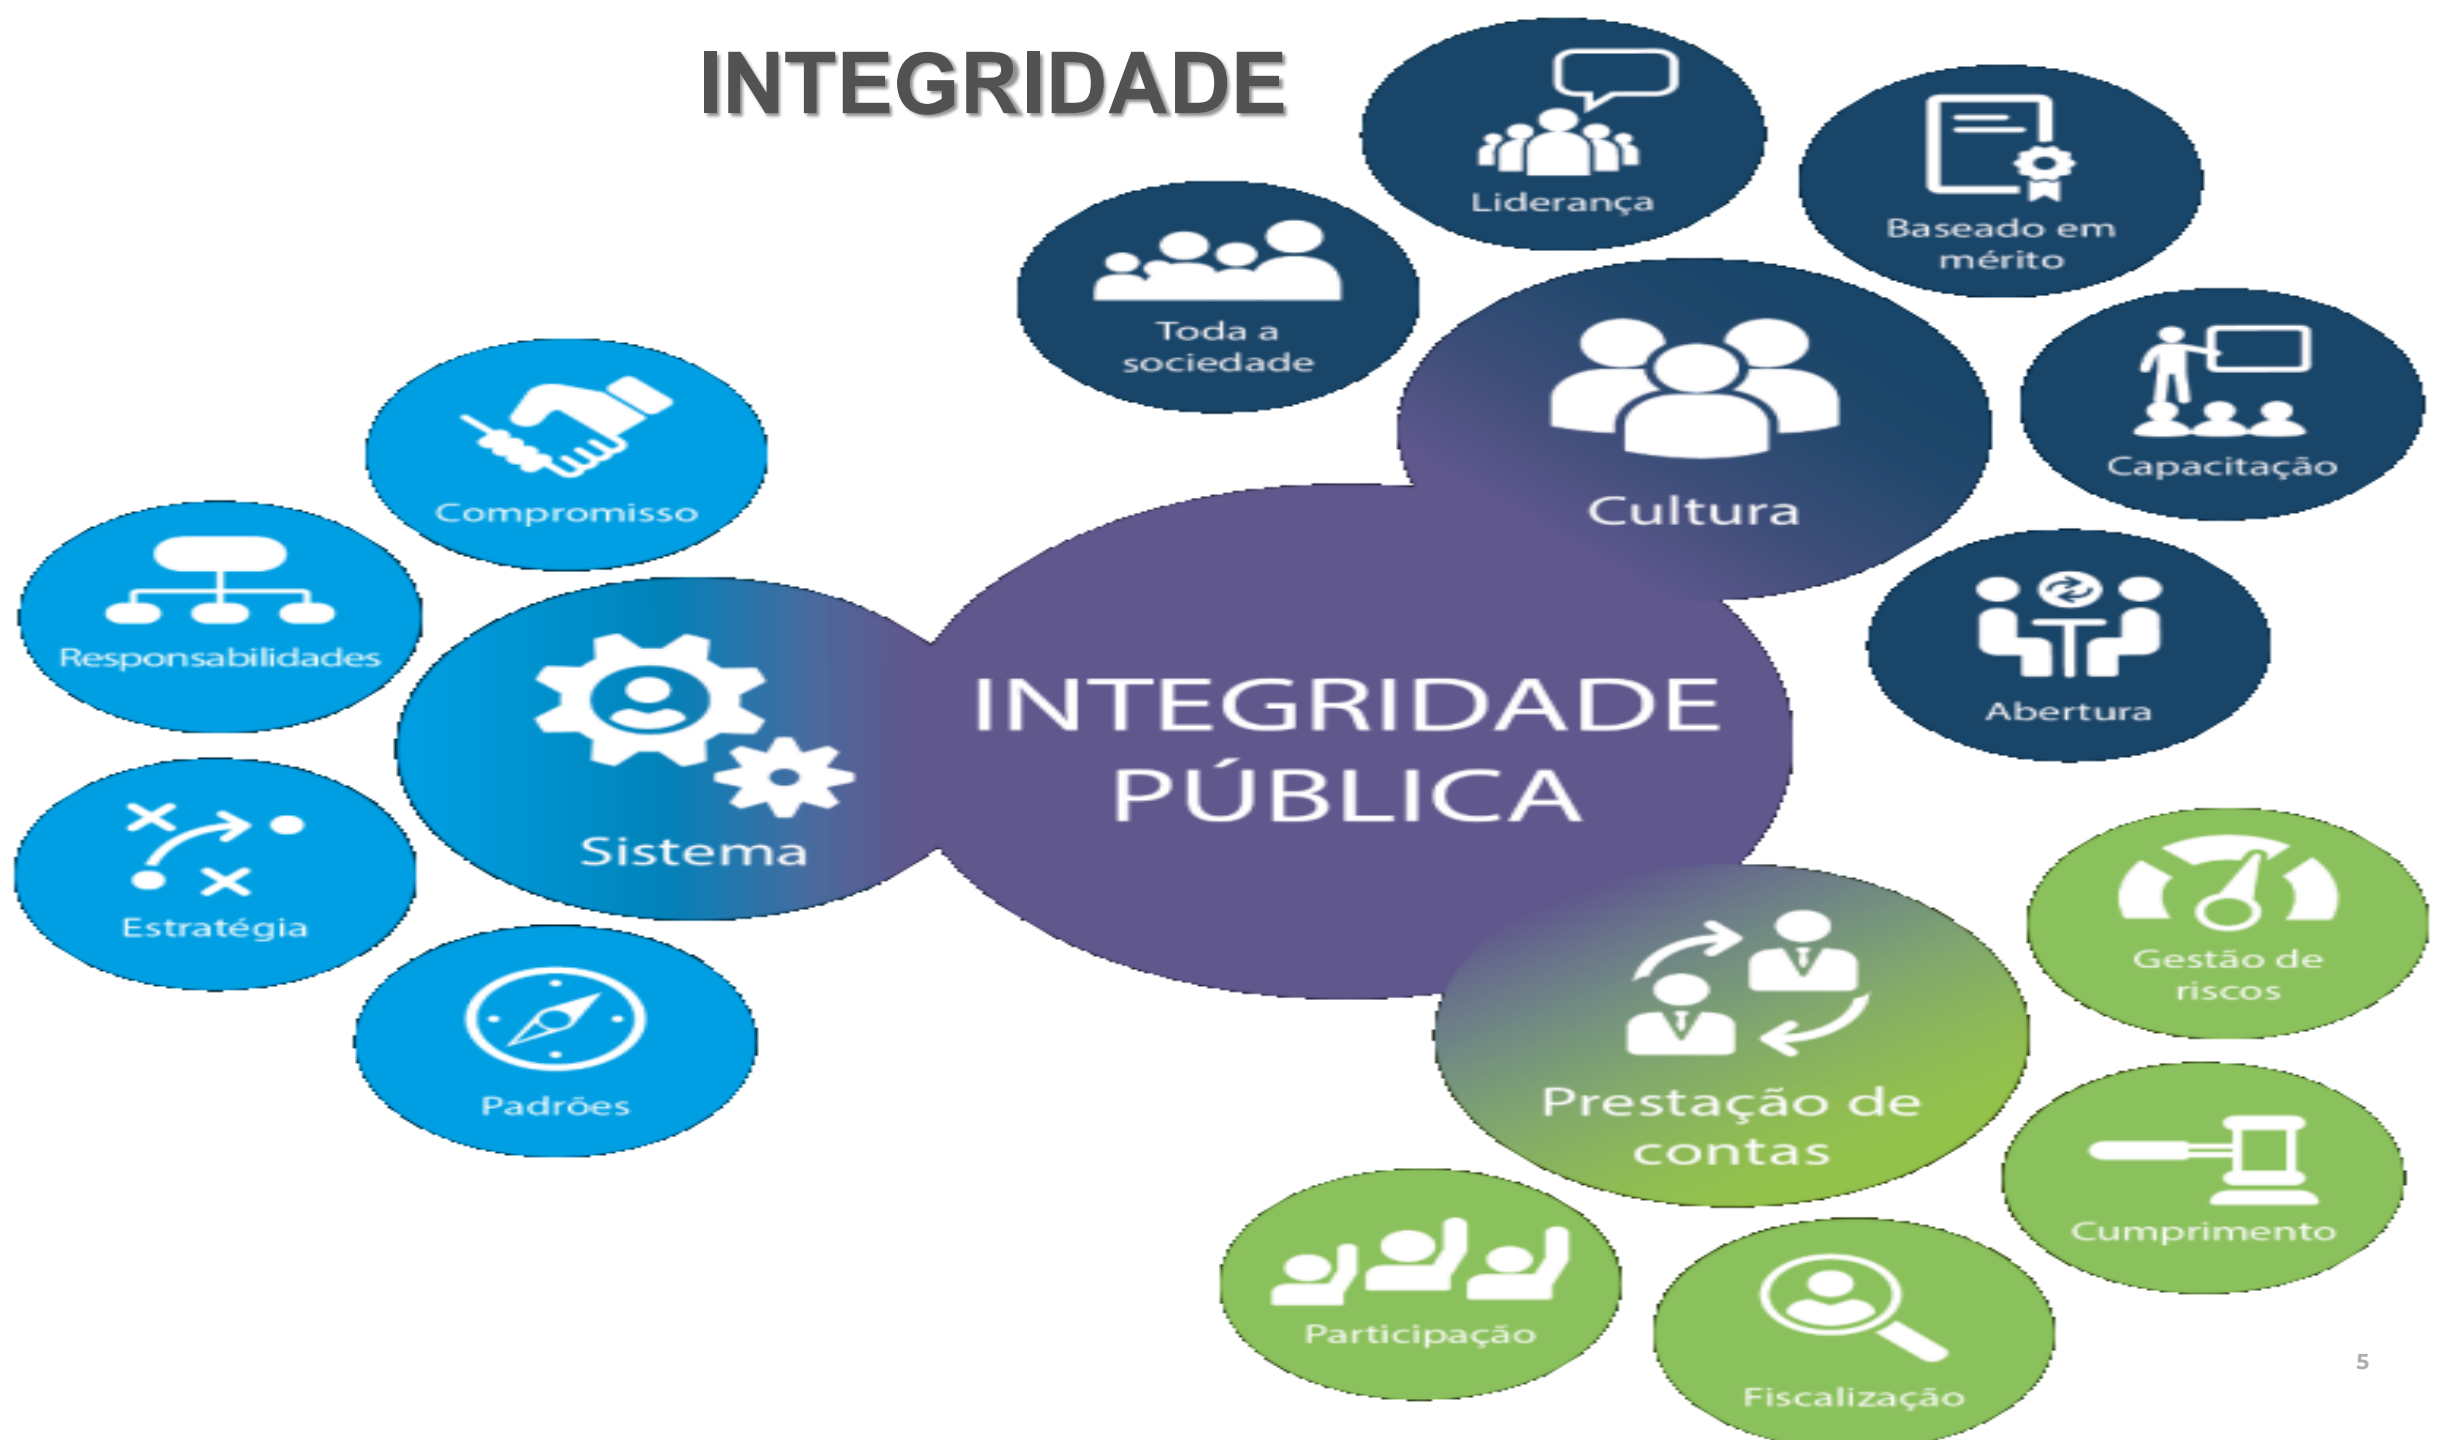 INTEGRIDADE
Liderança
Baseado em
mérito
Toda a
sociedade
Capacitação
Cultura
Abertura
Compromisso
Responsabilidades
Sistema
Estratégia
Padrões
INTEGRIDADE
PÚBLICA
Gestão de
riscos
Prestação de
contas
Cumprimento
Participação
Fiscalização
5